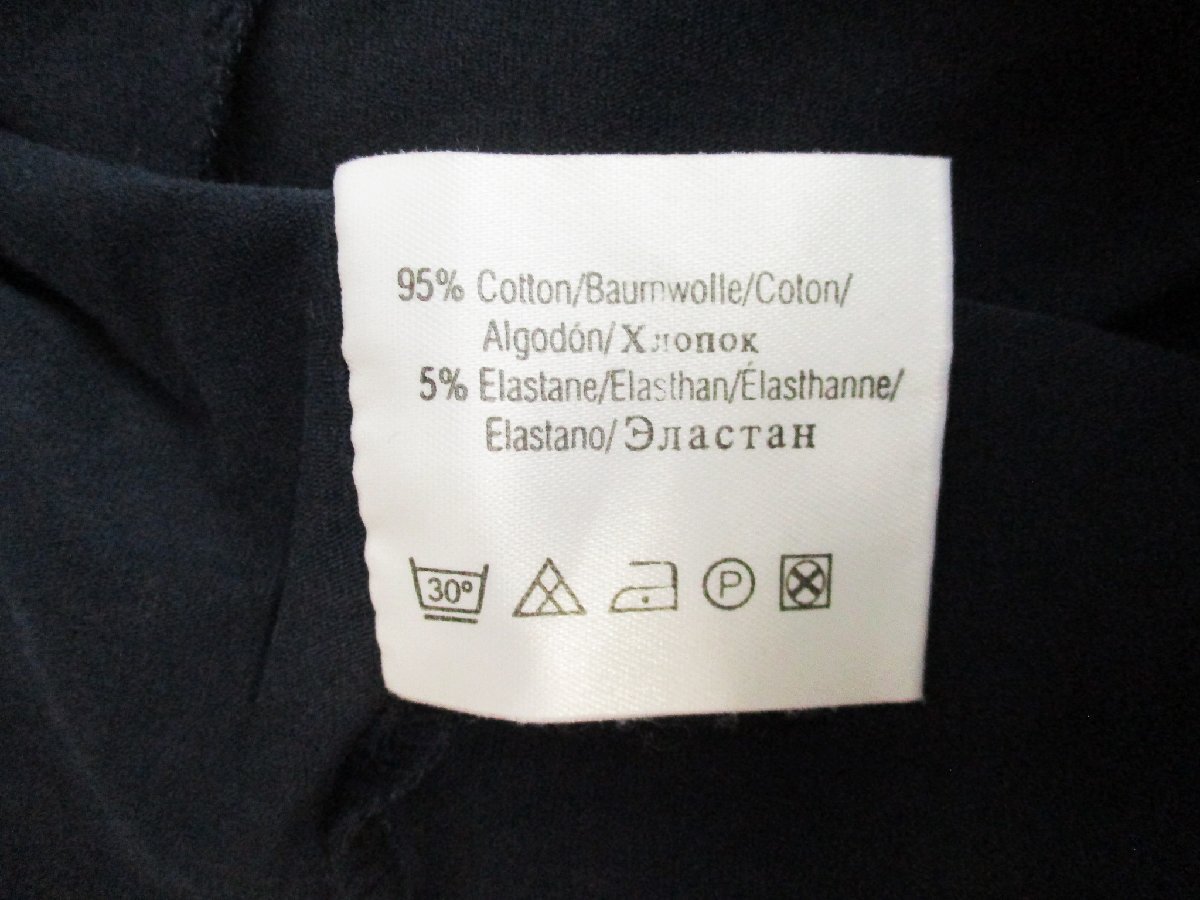 95% Cotton/Baumwolle/Coton/
Algodón/Хлопок
5% Elastane/Elasthan/Élasthanne/
Elastano/Эластан
30° P